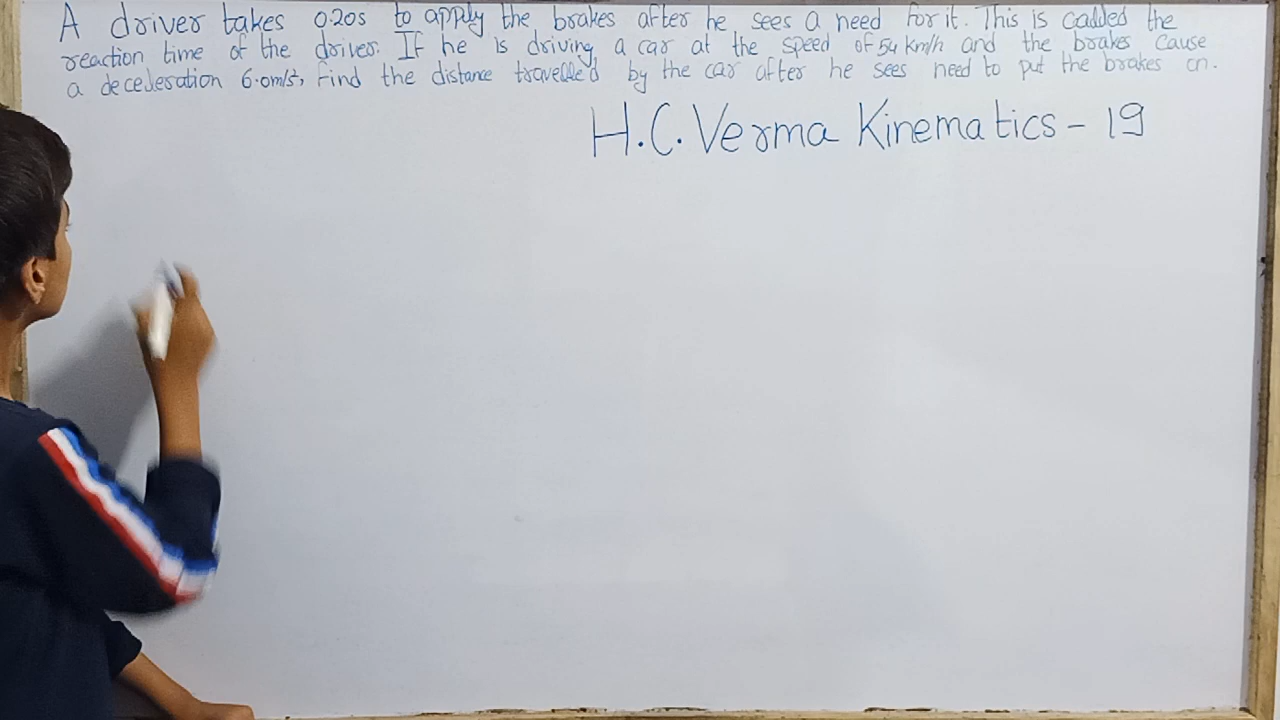 A driver takes 0.20s to apply the brakes after he sees a need for it. This is called the
reaction time of the driver. If he is driving a car at the speed of 54 km/h and the brakes cause
a deceleration 6.0m/s², Find the distance travelled by the car after he sees need to put the brakes on.
H.C. Verma Kinematics - 19